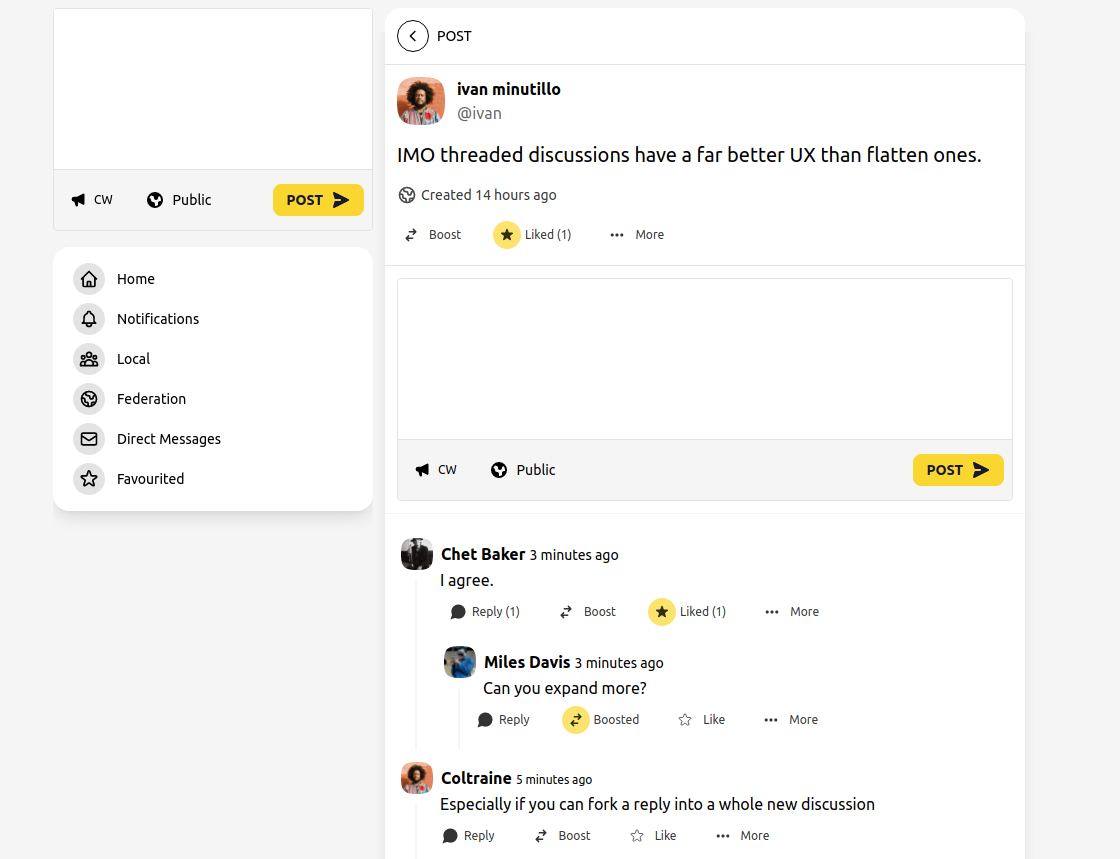 CW Public POST
Home
Notifications
Local
Federation
Direct Messages
Favourited
POST
ivan minutillo
@ivan
IMO threaded discussions have a far better UX than flatten ones.
Created 14 hours ago
Boost Liked (1) More
CW Public POST
Chet Baker 3 minutes ago
I agree.
Reply (1) Boost Liked (1) More
Miles Davis 3 minutes ago
Can you expand more?
Reply Boosted Like More
Coltraine 5 minutes ago
Especially if you can fork a reply into a whole new discussion
Reply Boost Like More